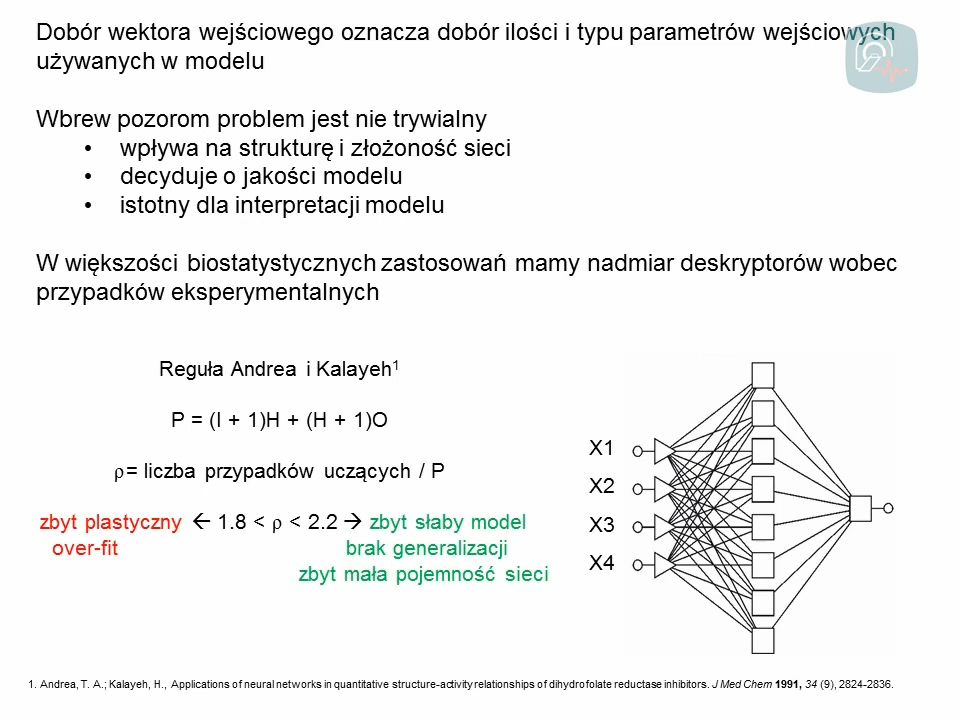 Dobór wektora wejściowego oznacza dobór ilości i typu parametrów wejściowych
używanych w modelu
Wbrew pozorom problem jest nie trywialny
• wpływa na strukturę i złożoność sieci
• decyduje o jakości modelu
• istotny dla interpretacji modelu
W większości biostatystycznych zastosowań mamy nadmiar deskryptorów wobec
przypadków eksperymentalnych
Reguła Andrea i Kalayeh¹
P = (I + 1)H + (H + 1)O
ρ= liczba przypadków uczących / P
zbyt plastyczny ← 1.8 < ρ < 2.2 → zbyt słaby model
over-fit brak generalizacji
zbyt mała pojemność sieci
X1
X2
X3
X4
1. Andrea, T. A.; Kalayeh, H., Applications of neural networks in quantitative structure-activity relationships of dihydrofolate reductase inhibitors. J Med Chem 1991, 34 (9), 2824-2836.